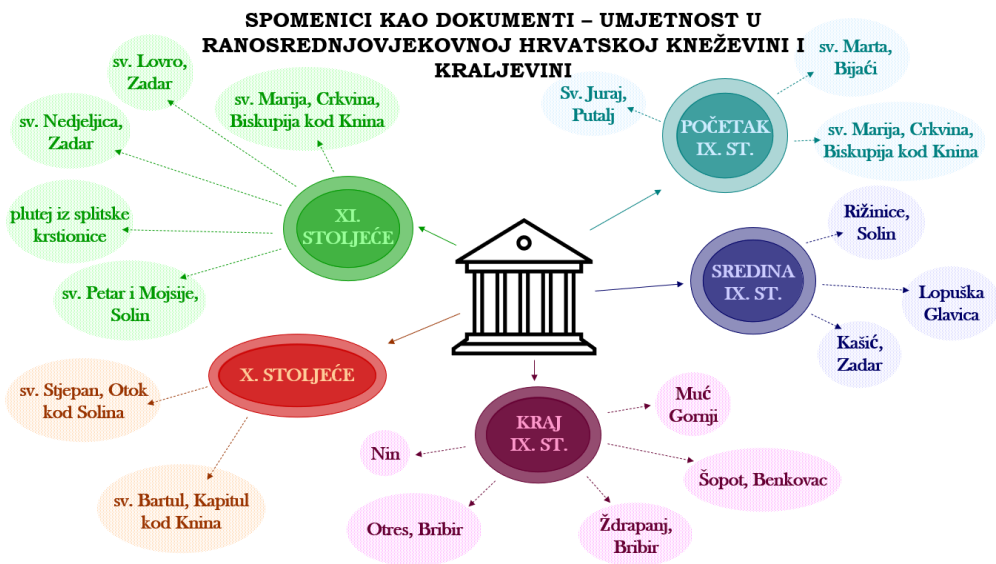 SPOMENICI KAO DOKUMENTI – UMJETNOST U
RANOSREDNJOVJEKOVNOJ HRVATSKOJ KNEŽEVINI I
KRALJEVINI
sv. Lovro,
Zadar
sv. Marija, Crkvina,
Biskupija kod Knina
sv. Nedjeljica,
Zadar
plutej iz splitske
krstionice
sv. Petar i Mojsije,
Solin
XI.
STOLJEĆE
Sv. Juraj,
Putalj
sv. Marta,
Bijaći
POČETAK
IX. ST.
sv. Marija, Crkvina,
Biskupija kod Knina
Rižinice,
Solin
SREDINA
IX. ST.
Lopuška
Glavica
Kašić,
Zadar
X. STOLJEĆE
sv. Stjepan, Otok
kod Solina
sv. Bartul, Kapitul
kod Knina
KRAJ
IX. ST.
Muć
Gornji
Nin
Šopot, Benkovac
Otres, Bribir
Ždrapanj,
Bribir